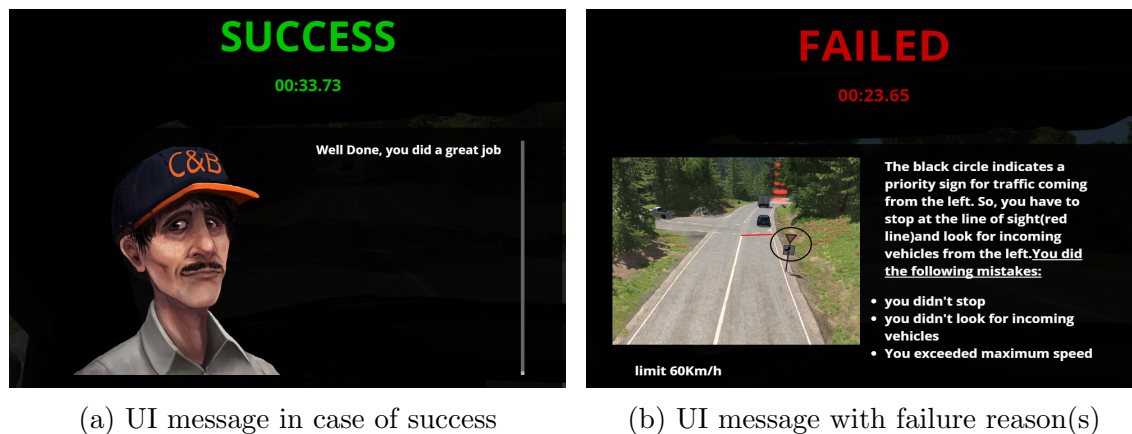 SUCCESS
00:33.73
C&B
Well Done, you did a great job
FAILED
00:23.65
The black circle indicates a
priority sign for traffic coming
from the left. So, you have to
stop at the line of sight(red
line)and look for incoming
vehicles from the left.You did
the following mistakes:
• you didn't stop
• you didn't look for incoming
vehicles
• You exceeded maximum speed
limit 60Km/h
(a) UI message in case of success
(b) UI message with failure reason(s)